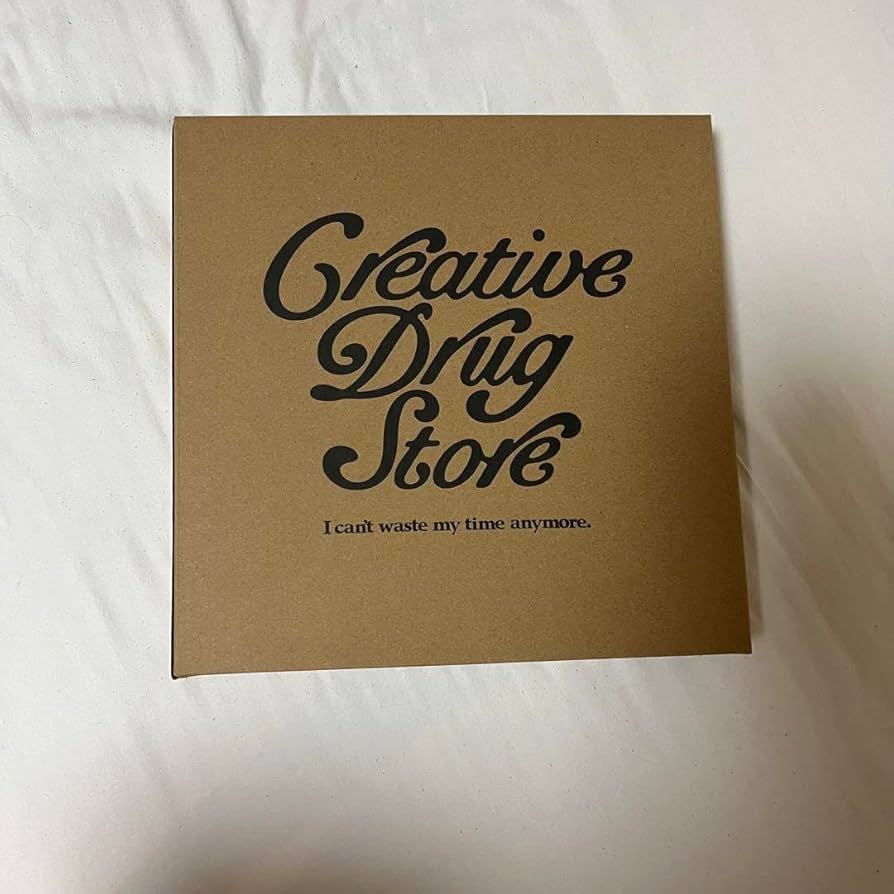 Creative
Drug
Store
I can't waste my time anymore.